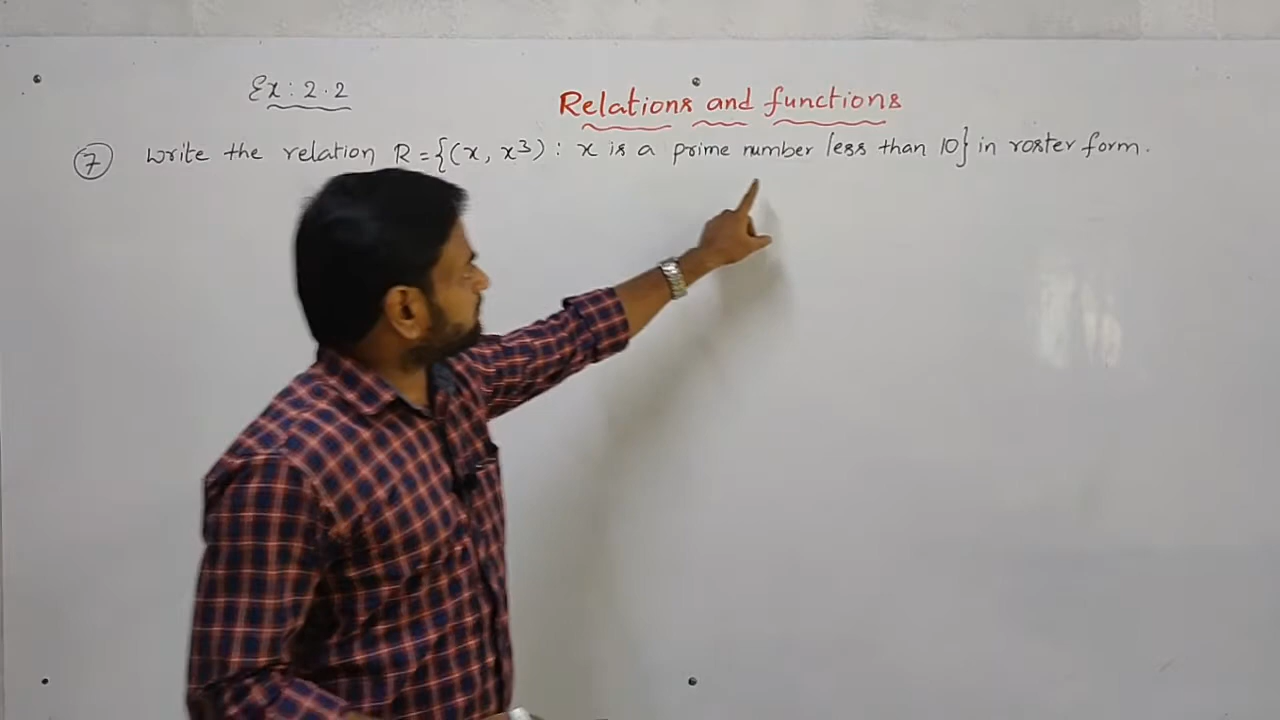 Ex: 2.2
Relations and functions
7 Write the relation R = {(x, x³) : x is a prime number less than 10} in roster form.